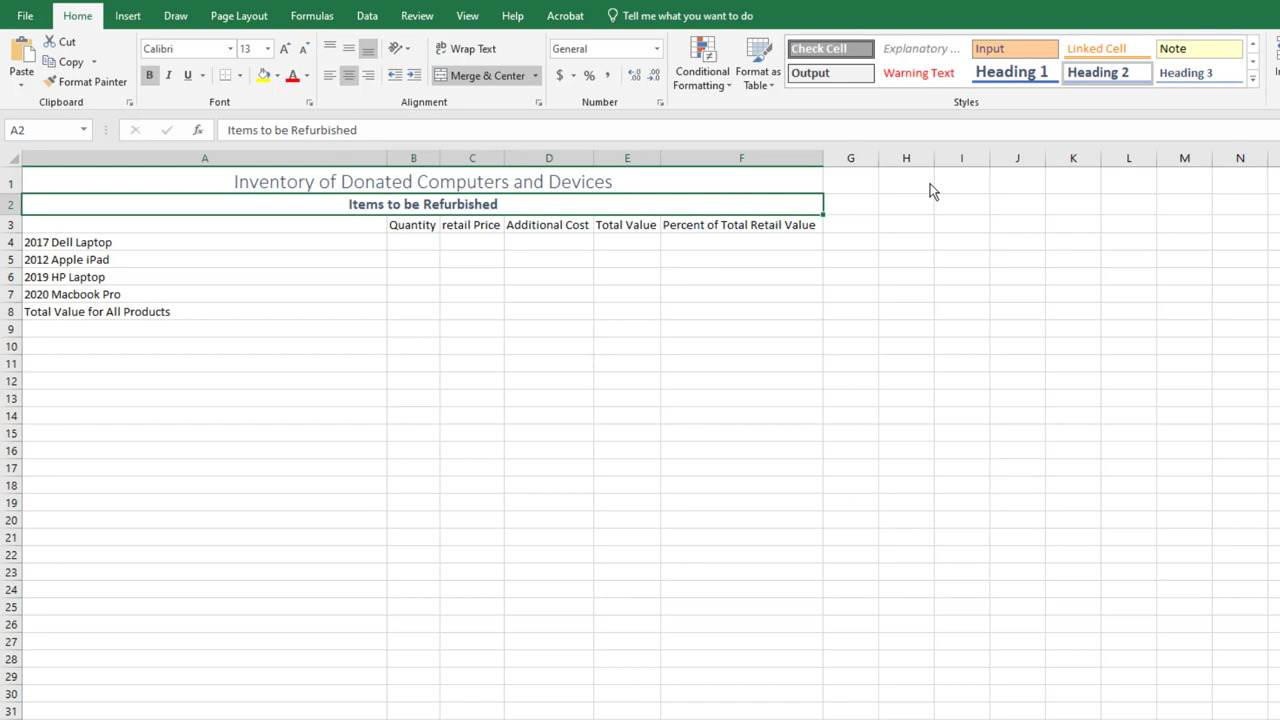 File Home Insert Draw Page Layout Formulas Data Review View Help Acrobat Tell me what you want to do
Paste
Cut
Copy
Format Painter
Clipboard
Calibri 13 A A
B I U A
Font
ab Wrap Text
Merge & Center
Alignment
General
$ % ,
Number
Conditional Formatting
Format as Table
Check Cell Explanatory ... Input Linked Cell Note
Output Warning Text Heading 1 Heading 2 Heading 3
Styles
A2 fx Items to be Refurbished
A B C D E F G H I J K L M N
1 Inventory of Donated Computers and Devices
2 Items to be Refurbished
3 Quantity retail Price Additional Cost Total Value Percent of Total Retail Value
4 2017 Dell Laptop
5 2012 Apple iPad
6 2019 HP Laptop
7 2020 Macbook Pro
8 Total Value for All Products
9
10
11
12
13
14
15
16
17
18
19
20
21
22
23
24
25
26
27
28
29
30
31